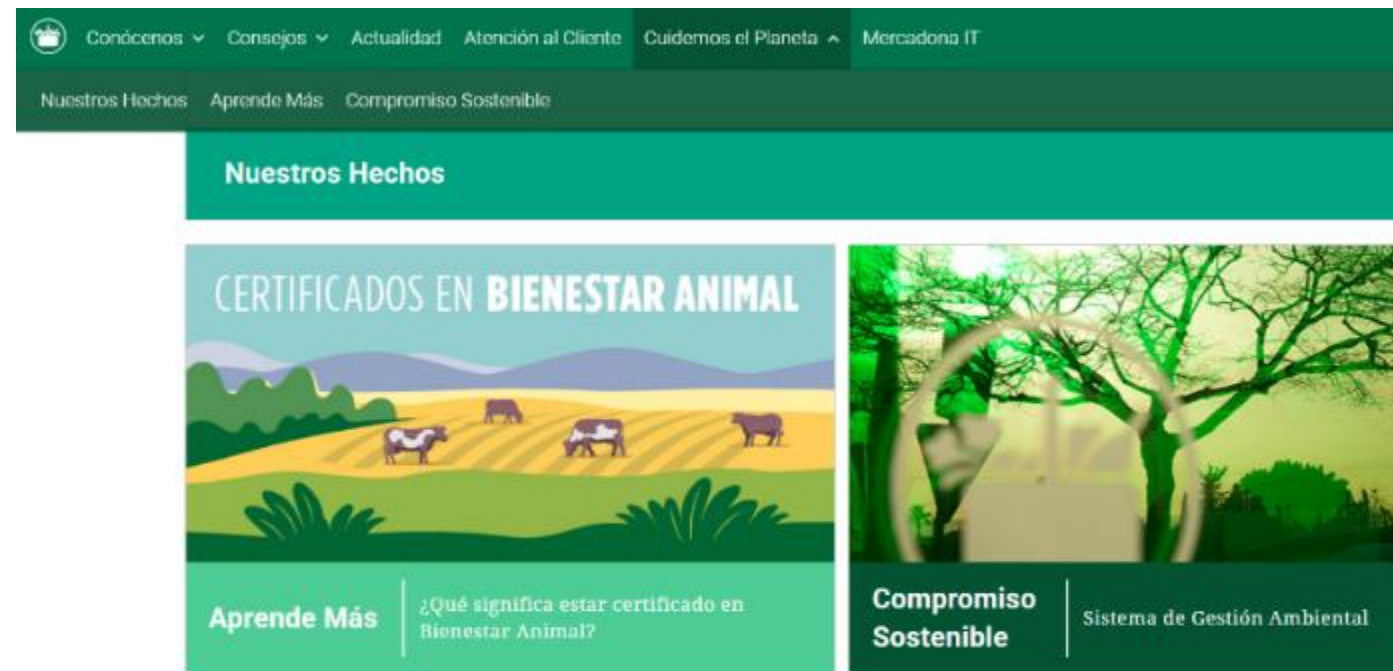 Conócenos Consejos Actualidad Atención al Cliente Cuidemos el Planeta Mercadona IT
Nuestros Hechos Aprende Más Compromiso Sostenible
Nuestros Hechos
CERTIFICADOS EN BIENESTAR ANIMAL
Aprende Más
¿Qué significa estar certificado en
Bienestar Animal?
Compromiso
Sostenible
Sistema de Gestión Ambiental